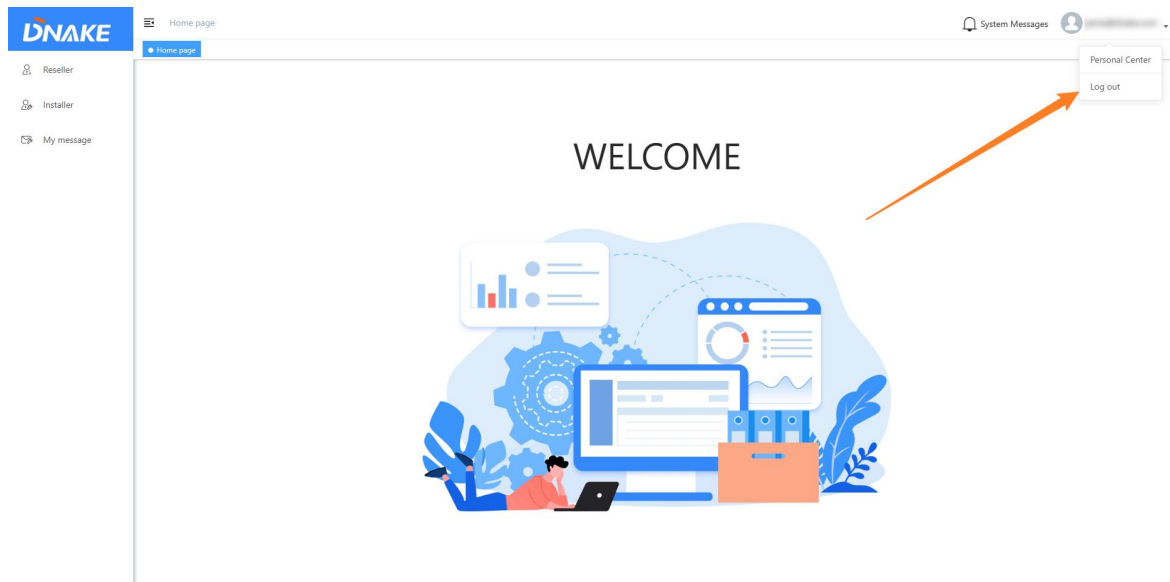 DNAKE
Home page
System Messages
Home page
Personal Center
Log out
Reseller
Installer
My message
WELCOME